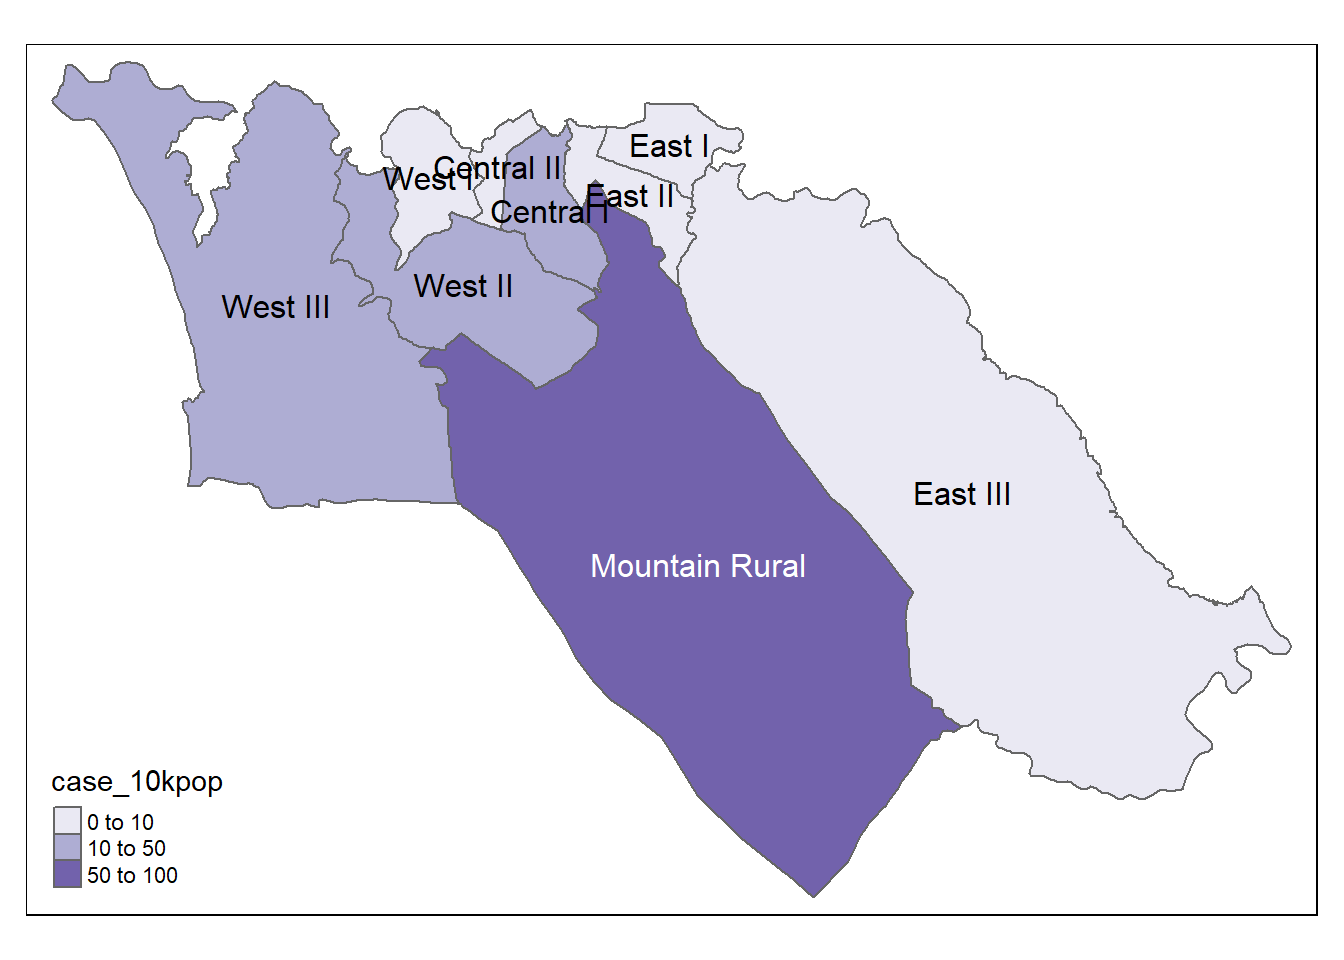 East I
Central II
West I
East II
Central I
West II
West III
East III
Mountain Rural
case_10kpop
0 to 10
10 to 50
50 to 100